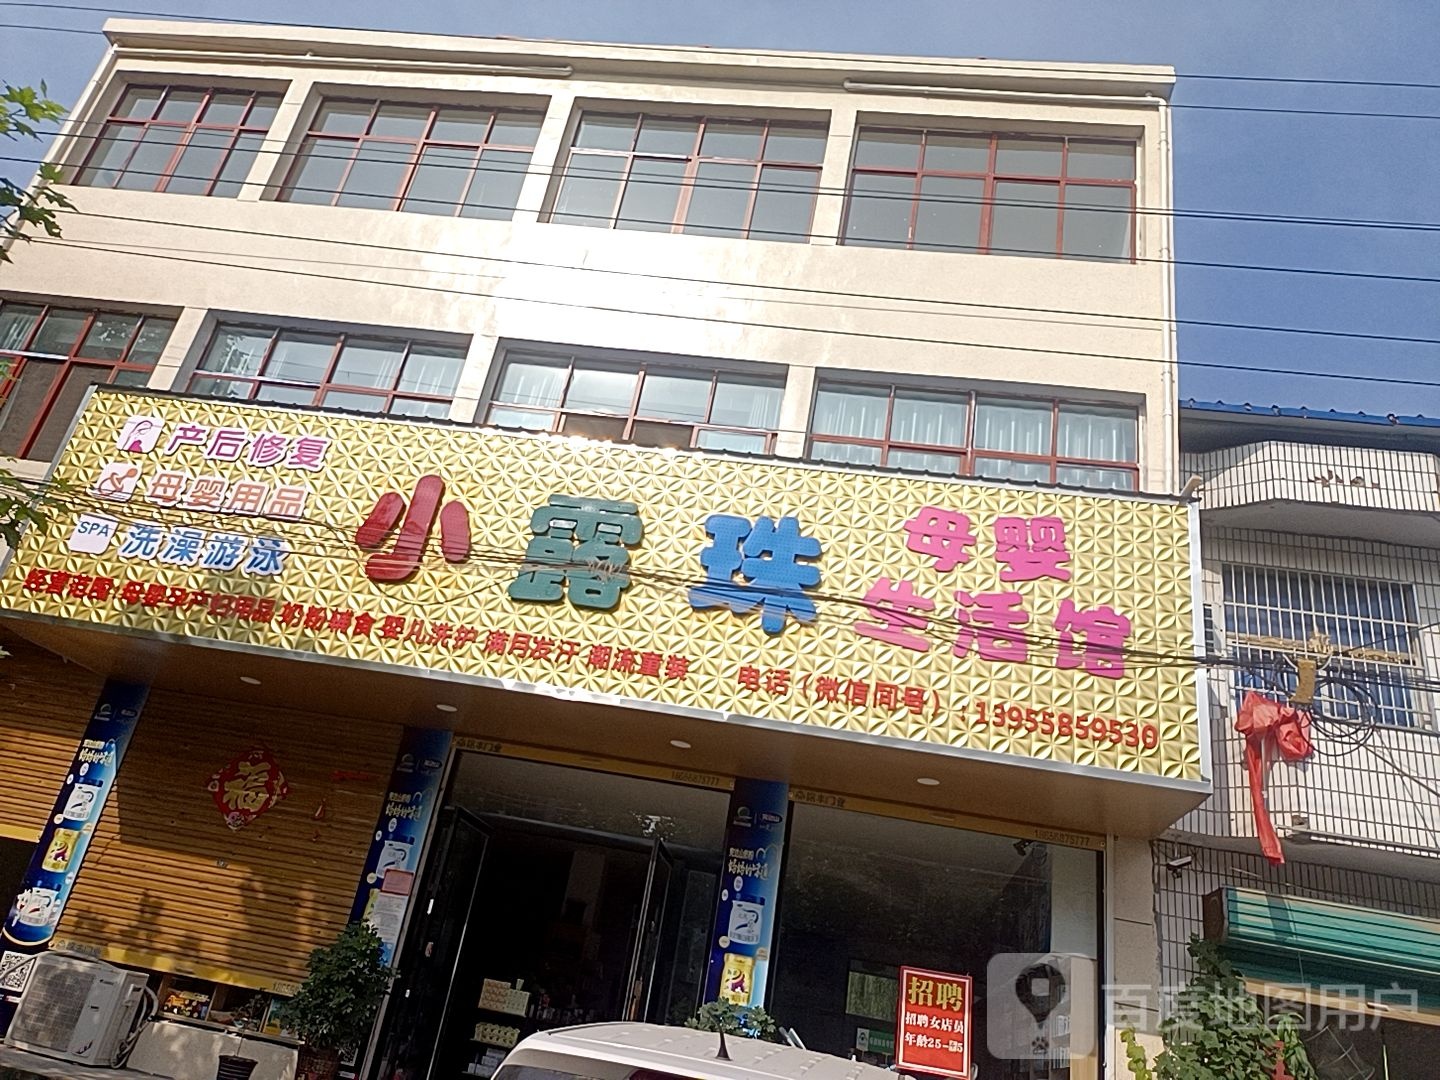 产后修复
母婴用品
SPA 洗澡游泳
小露珠 母婴
生活馆
经营范围:母婴孕产妇用品 奶粉辅食 婴儿洗护 满月发汗 潮流童装 电话（微信同号）:13955859530
18656875777
18656875777
福
招聘
招聘女店员
百度地图用户